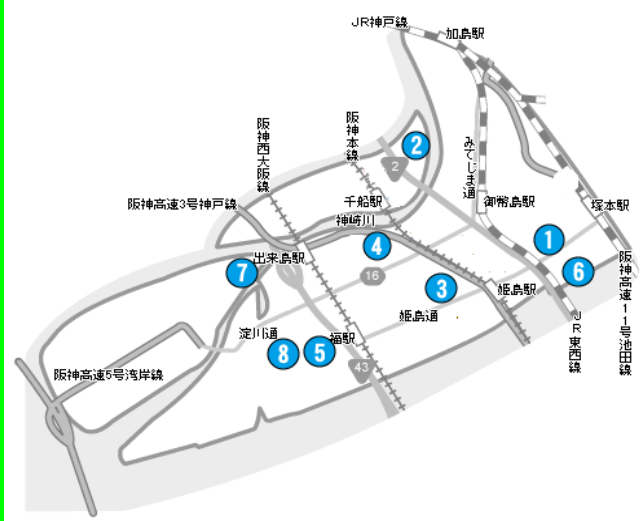 JR神戸線
加島駅
阪神西大阪線
阪神本線
2
2
みてじま通
千船駅
御幣島駅
塚本駅
阪神高速3号神戸線
神崎川
1
4
出来島駅
7
16
6
阪神高速11号池田線
3
姫島駅
姫島通
JR東西線
淀川通
福駅
8
5
43
阪神高速5号湾岸線